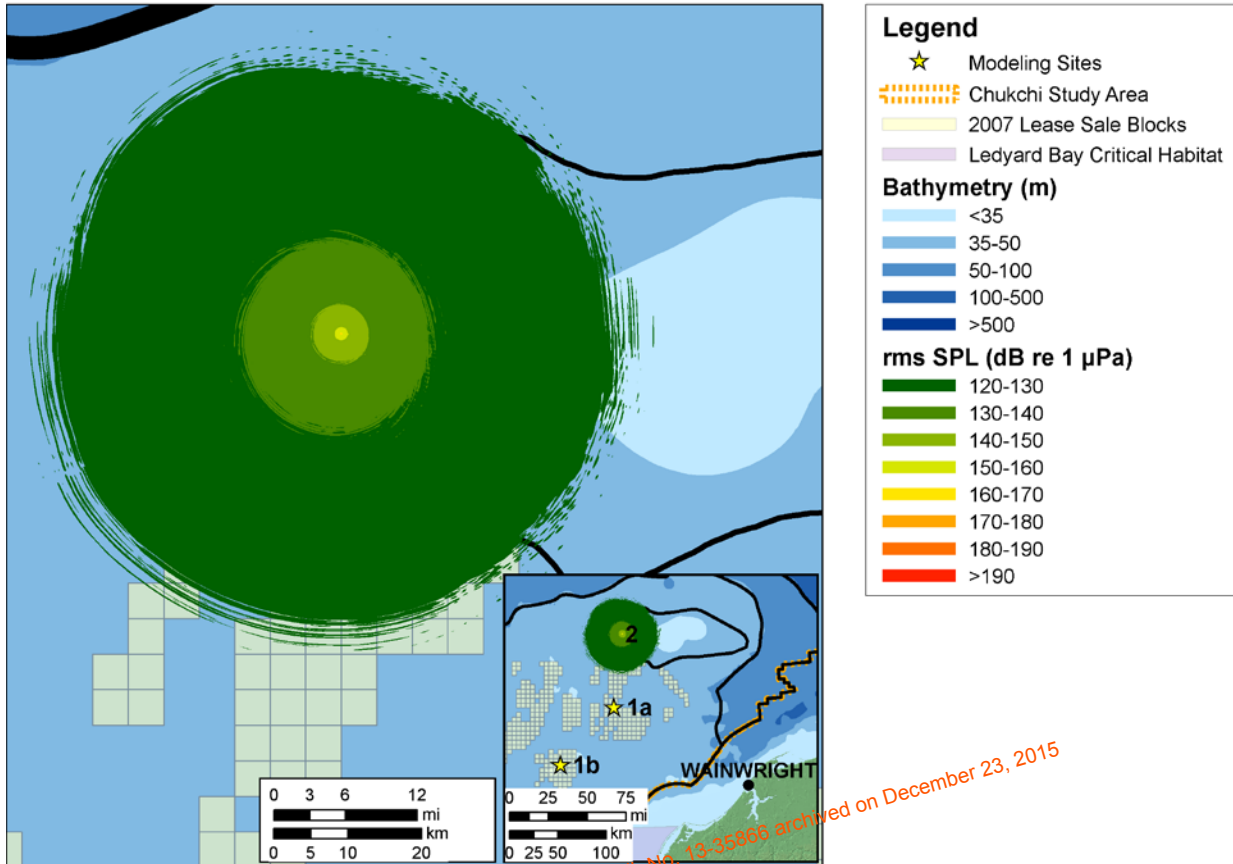 Legend
Modeling Sites
Chukchi Study Area
2007 Lease Sale Blocks
Ledyard Bay Critical Habitat
Bathymetry (m)
<35
35-50
50-100
100-500
>500
rms SPL (dB re 1 µPa)
120-130
130-140
140-150
150-160
160-170
170-180
180-190
>190
2
1a
1b
WAINWRIGHT
0 3 6 12
mi
km
0 5 10 20
0 25 50 75
mi
km
0 25 50 100
No. 13-35866 archived on December 23, 2015